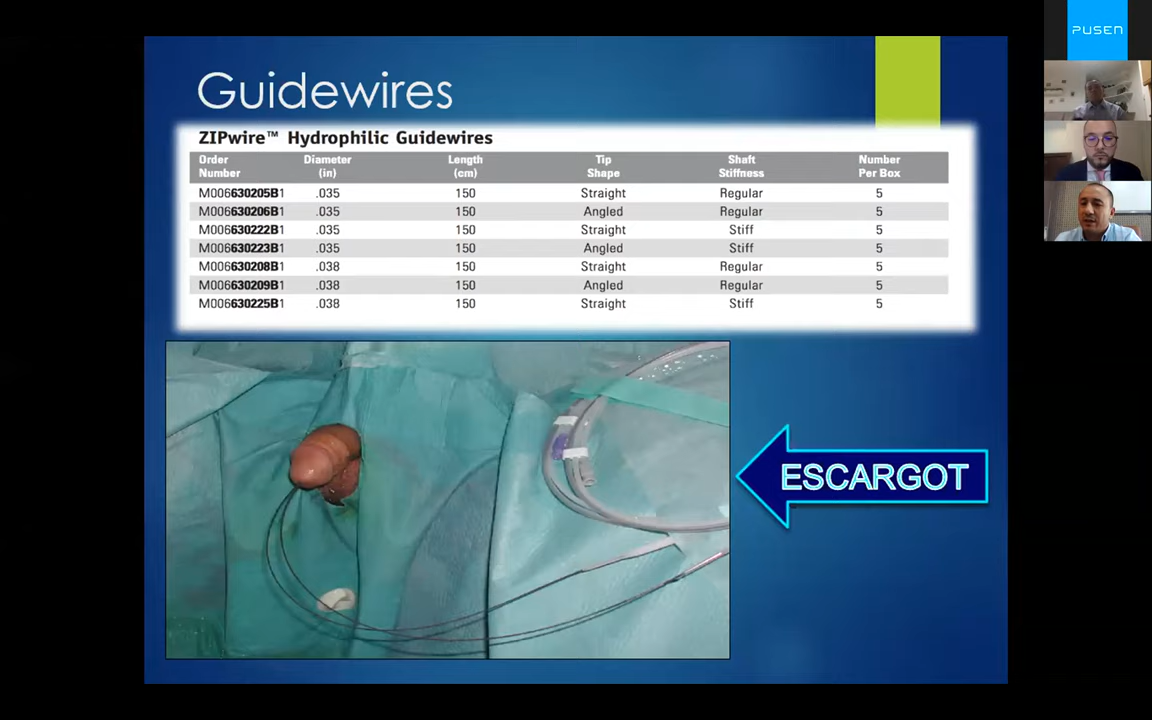 PUSEN
Guidewires
ZIPwire™ Hydrophilic Guidewires
Order Number Diameter (in) Length (cm) Tip Shape Shaft Stiffness Number Per Box
M006630205B1 .035 150 Straight Regular 5
M006630206B1 .035 150 Angled Regular 5
M006630222B1 .035 150 Straight Stiff 5
M006630223B1 .035 150 Angled Stiff 5
M006630208B1 .038 150 Straight Regular 5
M006630209B1 .038 150 Angled Regular 5
M006630225B1 .038 150 Straight Stiff 5
ESCARGOT